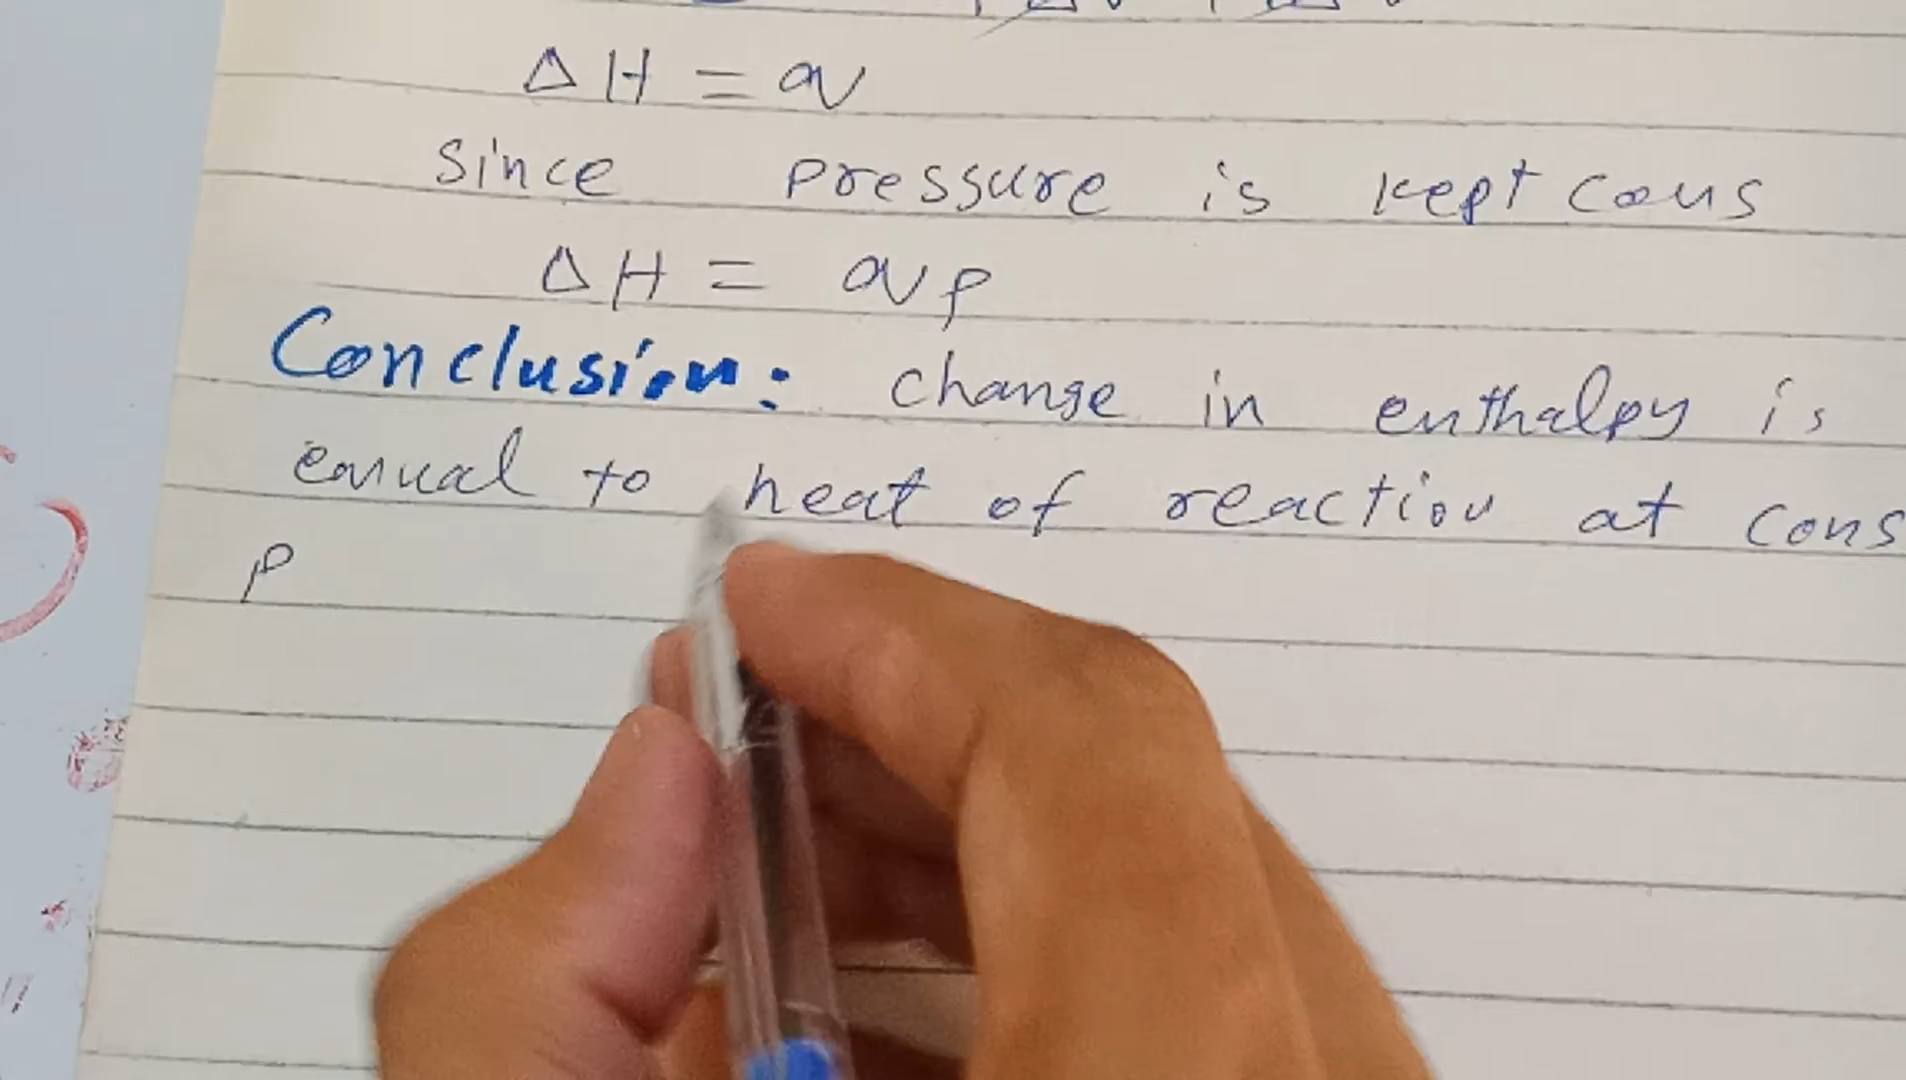 ΔH = q
Since pressure is kept cons
ΔH = qp
Conclusion: change in enthalpy is
equal to heat of reaction at cons
P